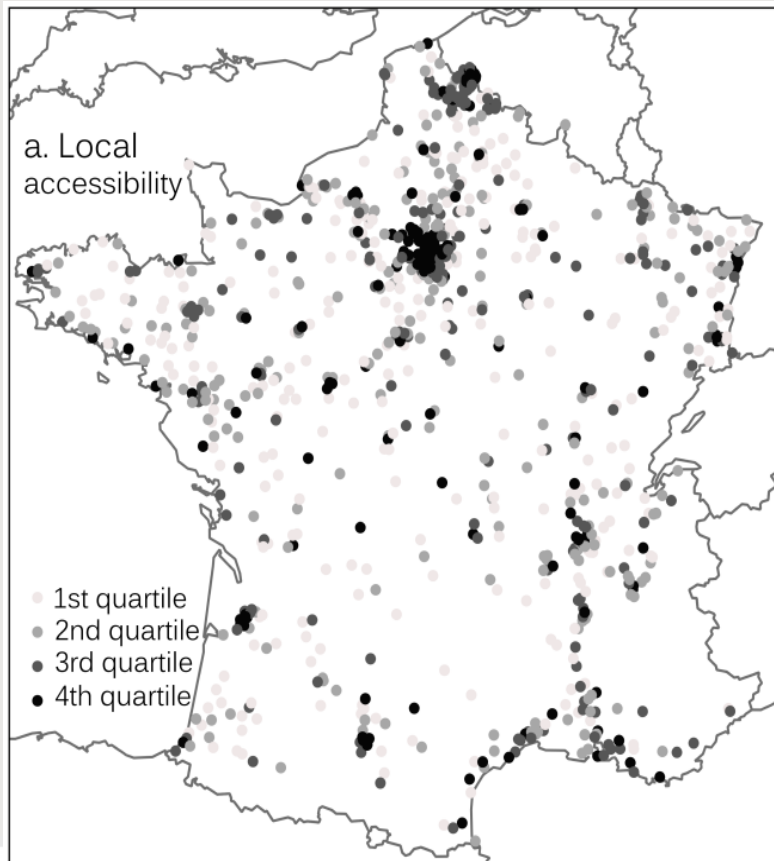 a. Local
accessibility
1st quartile
2nd quartile
3rd quartile
4th quartile